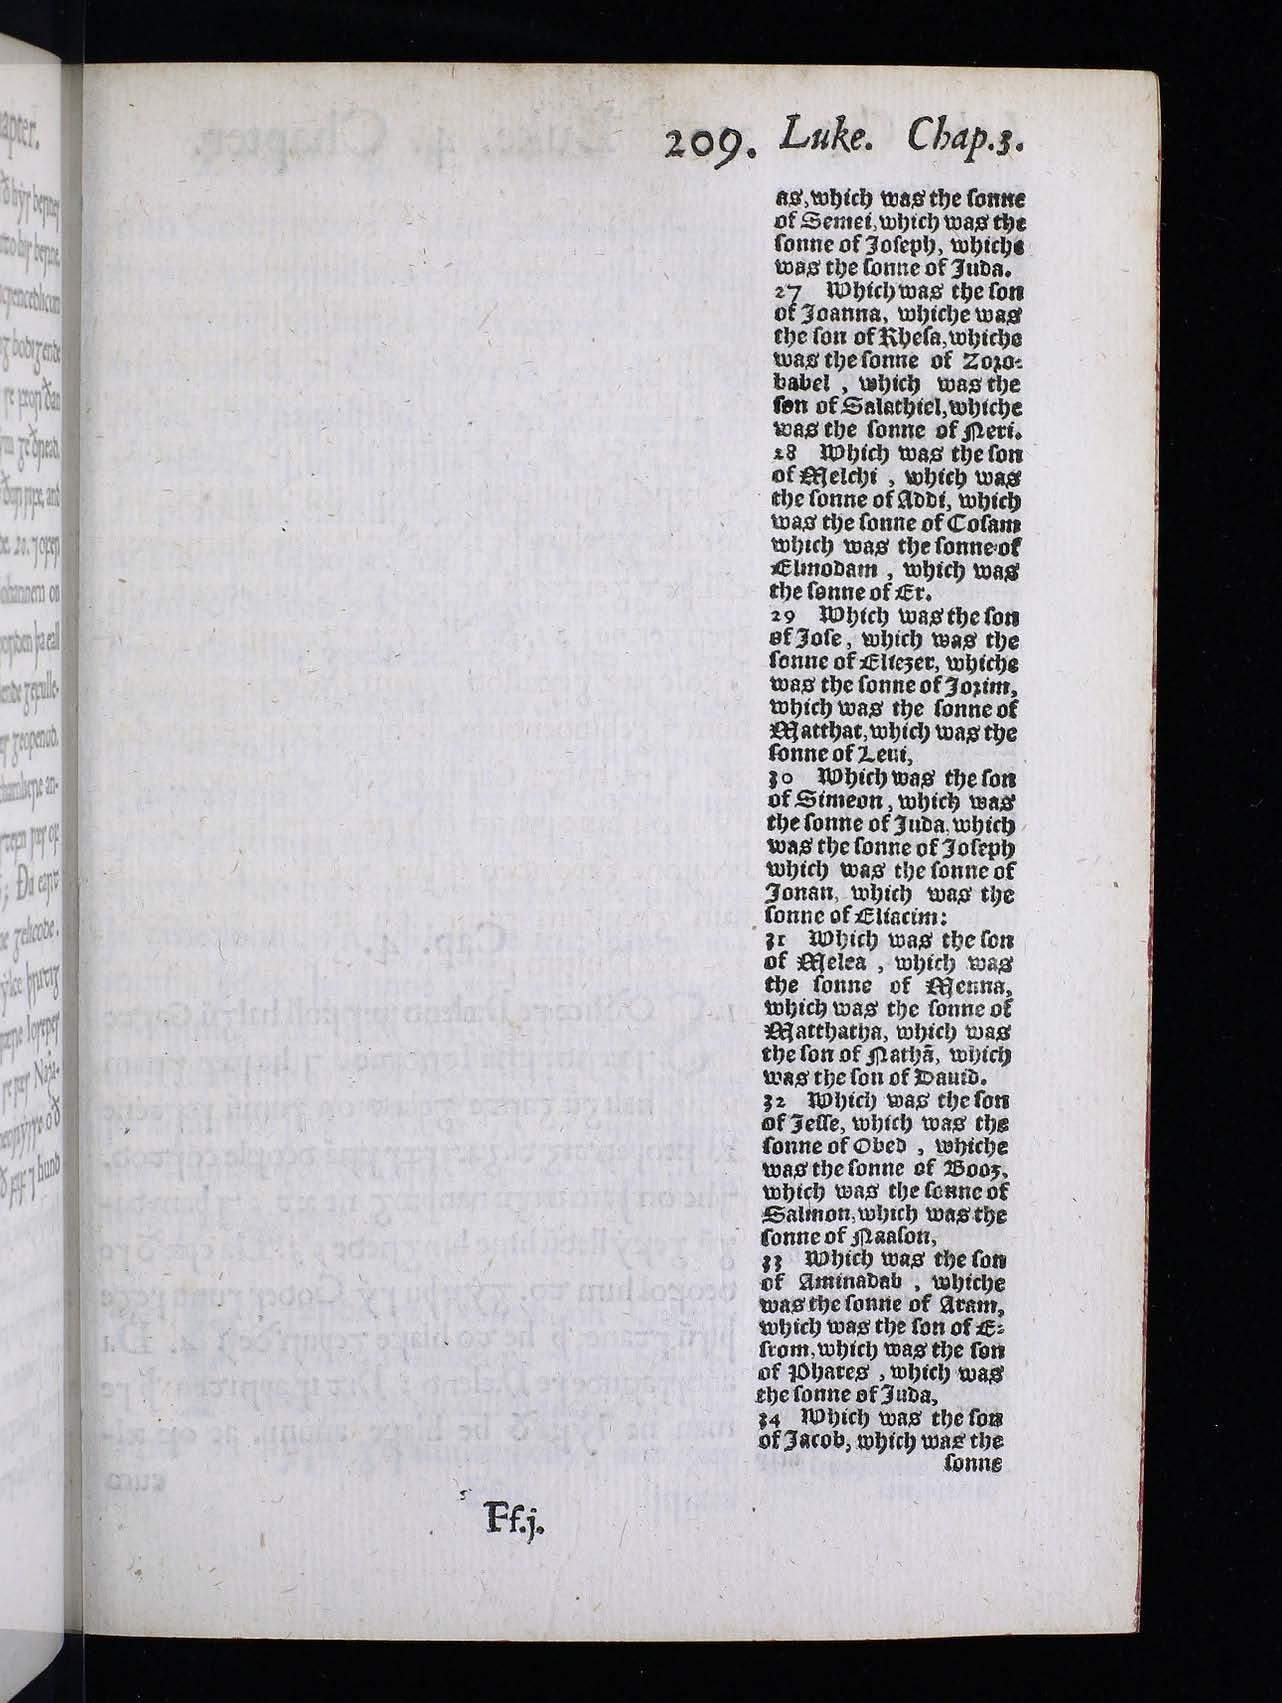 209. Luke. Chap.3.
as, which was the ſonne
of Semei, which was the
ſonne of Joſeph, whiche
was the ſonne of Juda.
27 Which was the ſon
of Joanna, whiche was
the ſon of Rheſa, whiche
was the ſonne of Zoꝛo⸗
babel , which was the
ſon of Salathiel, whiche
was the ſonne of Neri.
28 Which was the ſon
of Melchi , which was
the ſonne of Addi, which
was the ſonne of Coſam
which was the ſonne of
Elmodam , which was
the ſonne of Er.
29 Which was the ſon
of Joſe, which was the
ſonne of Eliezer, whiche
was the ſonne of Joꝛim,
which was the ſonne of
Matthat, which was the
ſonne of Leui,
30 Which was the ſon
of Simeon, which was
the ſonne of Juda, which
was the ſonne of Joſeph
which was the ſonne of
Jonan, which was the
ſonne of Eliacim:
31 Which was the ſon
of Melea , which was
the ſonne of Menna,
which was the ſonne of
Matthatha, which was
the ſon of Nathã, which
was the ſon of Dauid.
32 Which was the ſon
of Jeſſe, which was the
ſonne of Obed , whiche
was the ſonne of Booz,
which was the ſonne of
Salmon, which was the
ſonne of Naaſon,
33 Which was the ſon
of Aminadab , whiche
was the ſonne of Aram,
which was the ſon of E⸗
ſrom, which was the ſon
of Phares , which was
the ſonne of Juda,
34 Which was the ſon
of Jacob, which was the
ſonne
Ff.j.